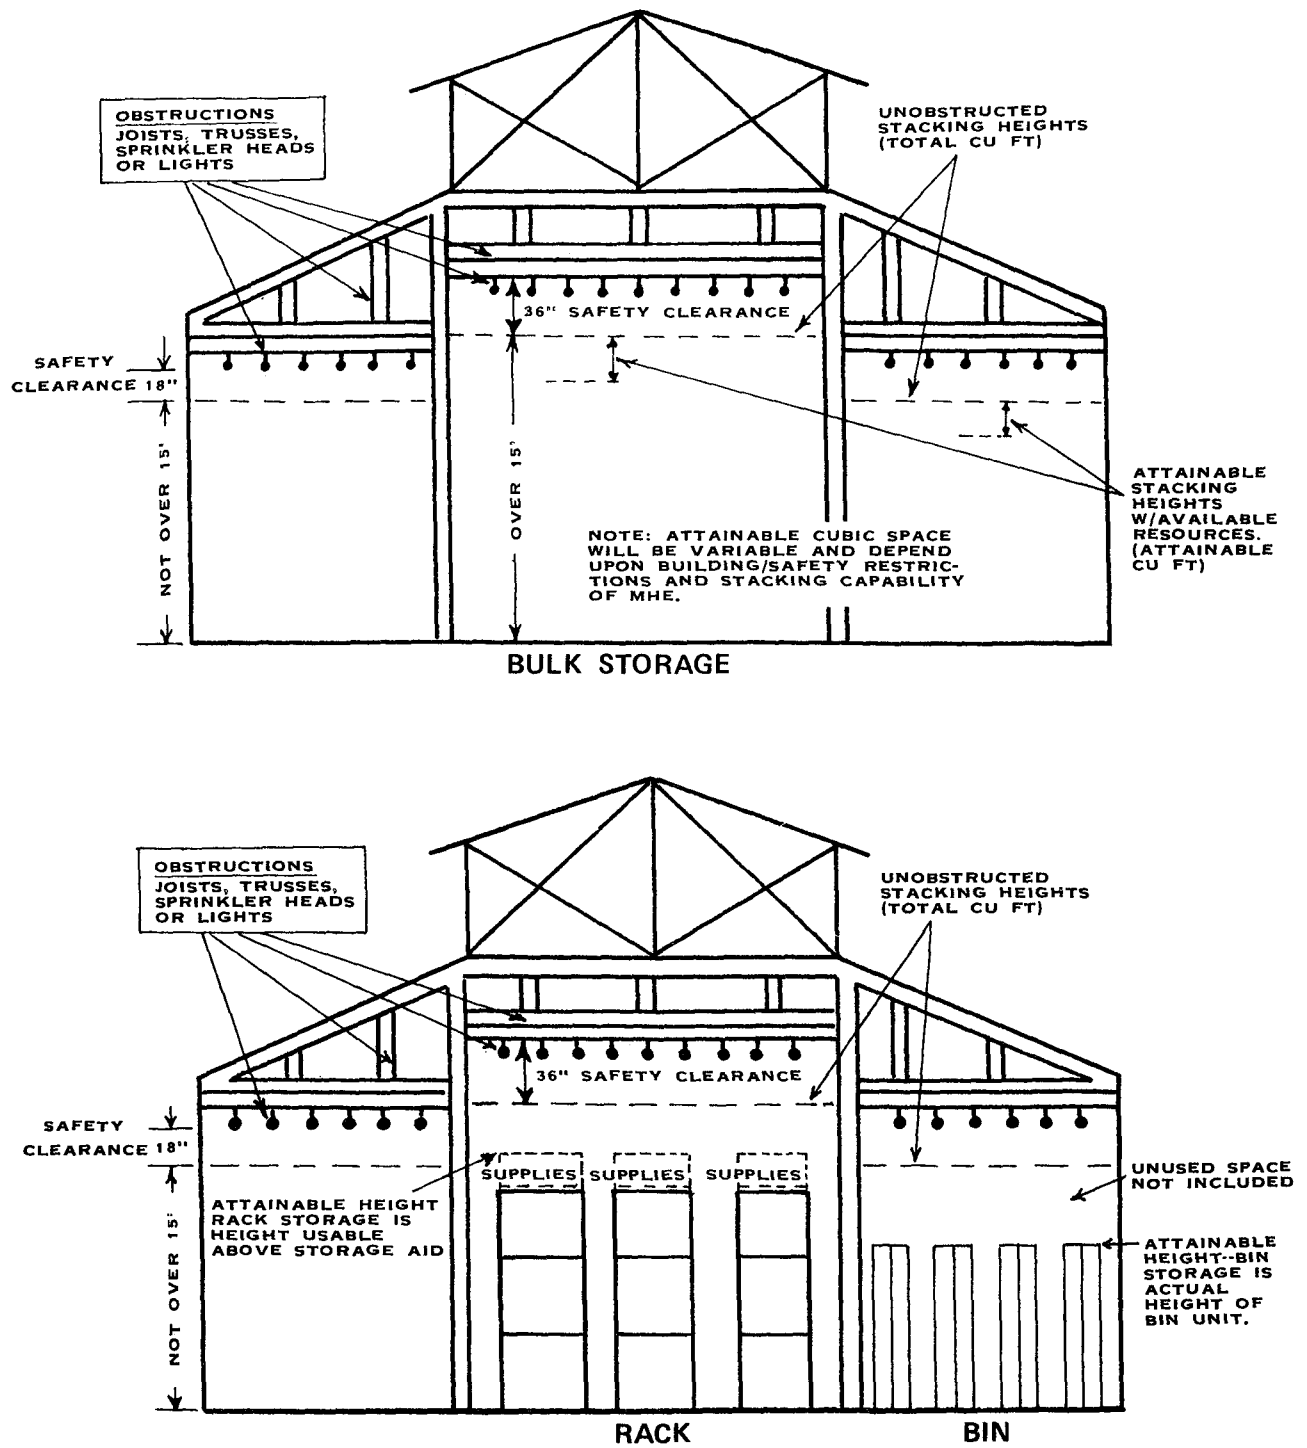 OBSTRUCTIONS
JOISTS, TRUSSES,
SPRINKLER HEADS
OR LIGHTS
UNOBSTRUCTED
STACKING HEIGHTS
(TOTAL CU FT)
36" SAFETY CLEARANCE
SAFETY
CLEARANCE 18"
NOT OVER 15'
OVER 15'
ATTAINABLE
STACKING
HEIGHTS
W/AVAILABLE
RESOURCES.
(ATTAINABLE
CU FT)
NOTE: ATTAINABLE CUBIC SPACE
WILL BE VARIABLE AND DEPEND
UPON BUILDING/SAFETY RESTRIC-
TIONS AND STACKING CAPABILITY
OF MHE.
BULK STORAGE
OBSTRUCTIONS
JOISTS, TRUSSES,
SPRINKLER HEADS
OR LIGHTS
UNOBSTRUCTED
STACKING HEIGHTS
(TOTAL CU FT)
36" SAFETY CLEARANCE
SAFETY
CLEARANCE 18"
NOT OVER 15'
SUPPLIES SUPPLIES SUPPLIES
ATTAINABLE HEIGHT
RACK STORAGE IS
HEIGHT USABLE
ABOVE STORAGE AID
UNUSED SPACE
NOT INCLUDED
ATTAINABLE
HEIGHT--BIN
STORAGE IS
ACTUAL
HEIGHT OF
BIN UNIT.
RACK
BIN